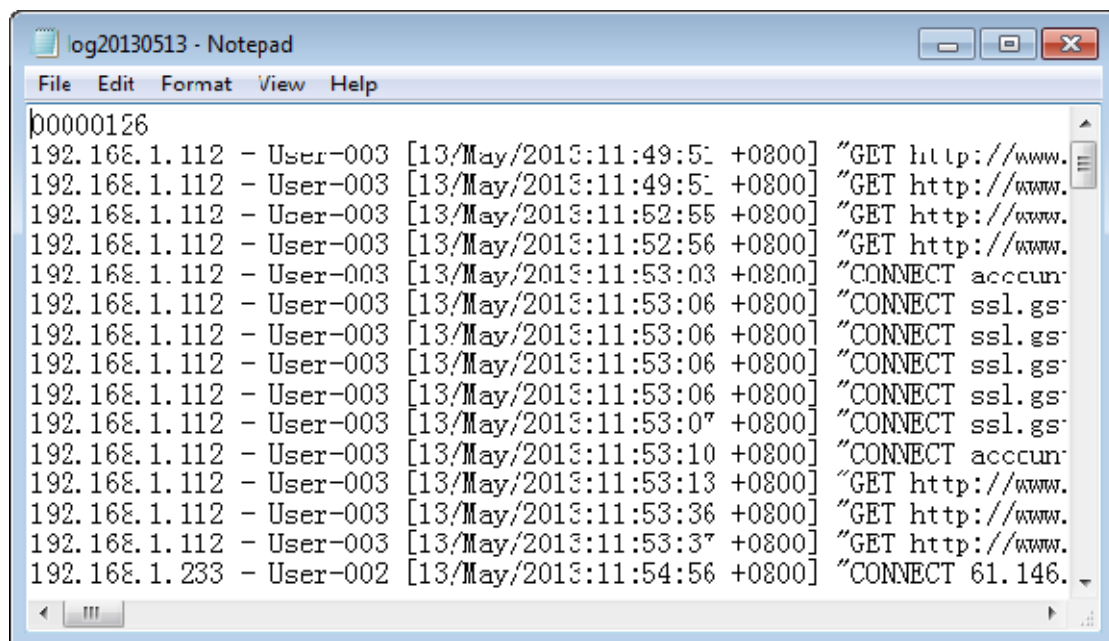 log20130513 - Notepad
File Edit Format View Help
00000126
192.168.1.112 - User-003 [13/May/2013:11:49:51 +0800] "GET http://www.
192.168.1.112 - User-003 [13/May/2013:11:49:51 +0800] "GET http://www.
192.168.1.112 - User-003 [13/May/2013:11:52:55 +0800] "GET http://www.
192.168.1.112 - User-003 [13/May/2013:11:52:56 +0800] "GET http://www.
192.168.1.112 - User-003 [13/May/2013:11:53:03 +0800] "CONNECT accoun
192.168.1.112 - User-003 [13/May/2013:11:53:06 +0800] "CONNECT ssl.gs
192.168.1.112 - User-003 [13/May/2013:11:53:06 +0800] "CONNECT ssl.gs
192.168.1.112 - User-003 [13/May/2013:11:53:06 +0800] "CONNECT ssl.gs
192.168.1.112 - User-003 [13/May/2013:11:53:06 +0800] "CONNECT ssl.gs
192.168.1.112 - User-003 [13/May/2013:11:53:07 +0800] "CONNECT ssl.gs
192.168.1.112 - User-003 [13/May/2013:11:53:10 +0800] "CONNECT accoun
192.168.1.112 - User-003 [13/May/2013:11:53:13 +0800] "GET http://www.
192.168.1.112 - User-003 [13/May/2013:11:53:36 +0800] "GET http://www.
192.168.1.112 - User-003 [13/May/2013:11:53:37 +0800] "GET http://www.
192.168.1.233 - User-002 [13/May/2013:11:54:56 +0800] "CONNECT 61.146.